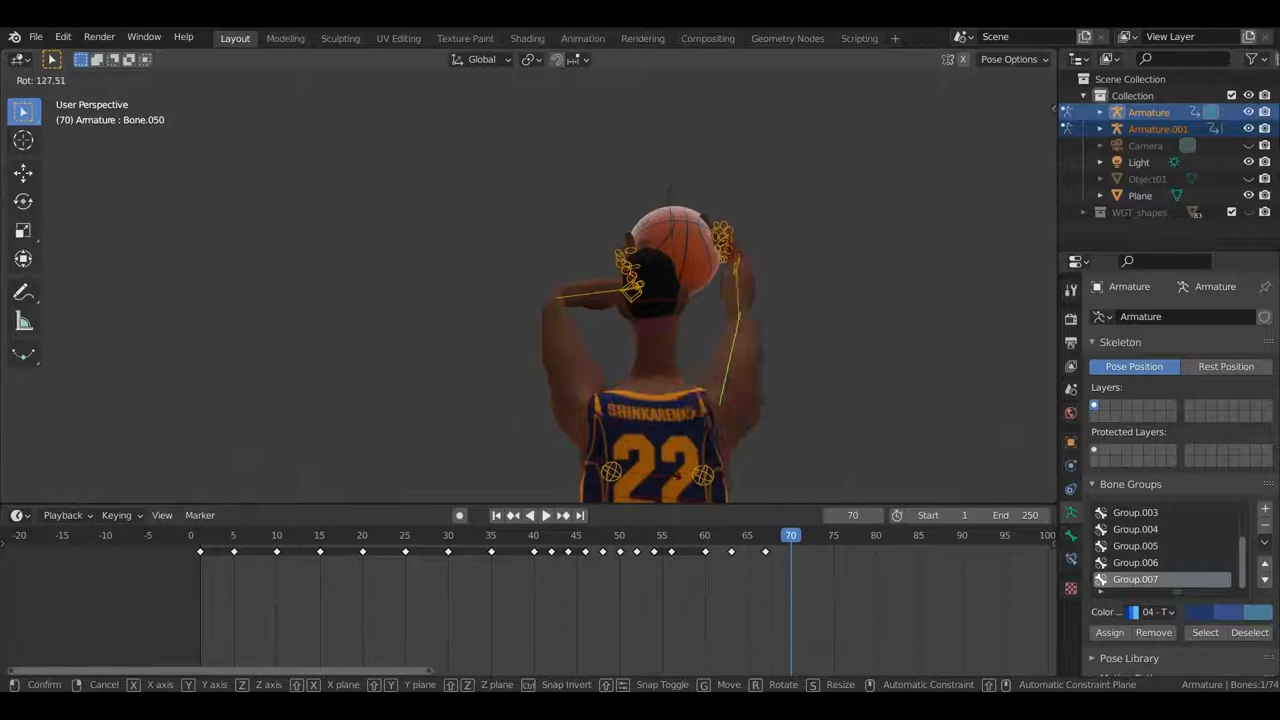 File Edit Render Window Help Layout Modeling Sculpting UV Editing Texture Paint Shading Animation Rendering Compositing Geometry Nodes Scripting + Scene View Layer
Global X Pose Options
Rot: 127,51
User Perspective
(70) Armature : Bone.050
Scene Collection
Collection
Armature
Armature.001
Camera
Light
Object01
Plane
WGT_shapes 83
Armature Armature
Armature
Skeleton
Pose Position Rest Position
Layers:
Protected Layers:
Bone Groups
Group.003
Group.004
Group.005
Group.006
Group.007
Color ... 04 - T
Assign Remove Select Deselect
Pose Library
SHINKARENKA
22
Playback Keying View Marker 70 Start 1 End 250
-20 -15 -10 -5 0 5 10 15 20 25 30 35 40 45 50 55 60 65 70 75 80 85 90 95 100
Confirm Cancel X X axis Y Y axis Z Z axis X X plane Y Y plane Z Z plane Ctrl Snap Invert Snap Toggle G Move R Rotate S Resize Automatic Constraint Automatic Constraint Plane Armature | Bones:1/74